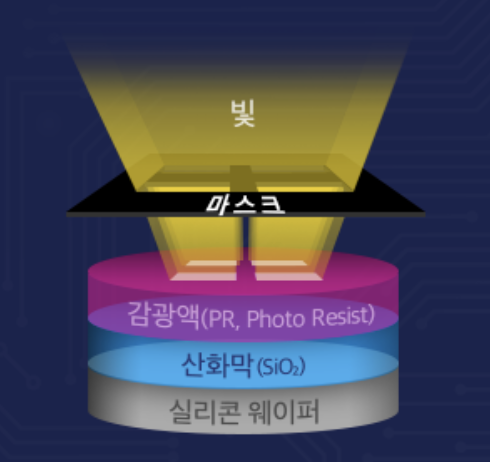 빛
마스크
감광액(PR, Photo Resist)
산화막(SiO₂)
실리콘 웨이퍼